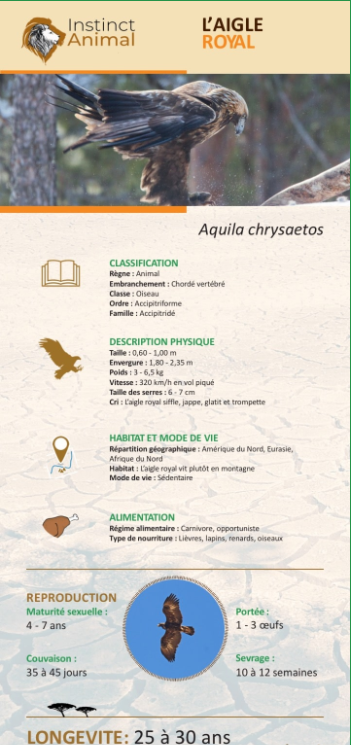 Instinct
Animal
L'AIGLE
ROYAL
Aquila chrysaetos
CLASSIFICATION
Règne : Animal
Embranchement : Chordé vertébré
Classe : Oiseau
Ordre : Accipitriforme
Famille : Accipitridé
DESCRIPTION PHYSIQUE
Taille : 0,60 - 1,00 m
Envergure : 1,80 - 2,35 m
Poids : 3 - 6,5 kg
Vitesse : 320 km/h en vol piqué
Taille des serres : 6 - 7 cm
Cri : L'aigle royal siffle, jappe, glatit et trompette
HABITAT ET MODE DE VIE
Répartition géographique : Amérique du Nord, Eurasie,
Afrique du Nord
Habitat : L'aigle royal vit plutôt en montagne
Mode de vie : Sédentaire
ALIMENTATION
Régime alimentaire : Carnivore, opportuniste
Type de nourriture : Lièvres, lapins, renards, oiseaux
REPRODUCTION
Maturité sexuelle :
4 - 7 ans
Portée :
1 - 3 œufs
Couvaison :
35 à 45 jours
Sevrage :
10 à 12 semaines
LONGEVITE: 25 à 30 ans